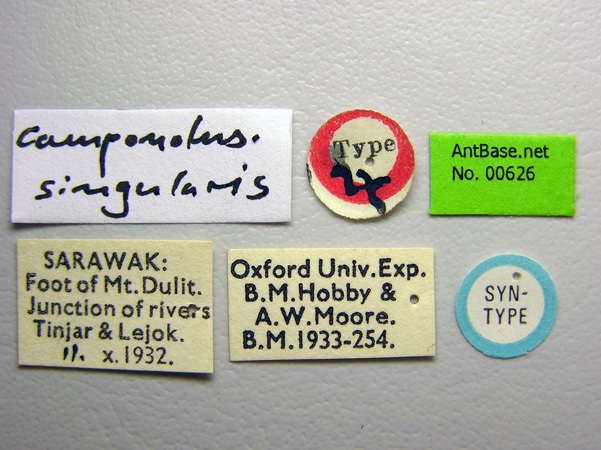 Camponotus.
singularis
Type
AntBase.net
No. 00626
SARAWAK:
Foot of Mt. Dulit.
Junction of rivers
Tinjar & Lejok.
11. x.1932.
Oxford Univ. Exp.
B.M.Hobby &
A.W.Moore.
B.M.1933-254.
SYN-
TYPE